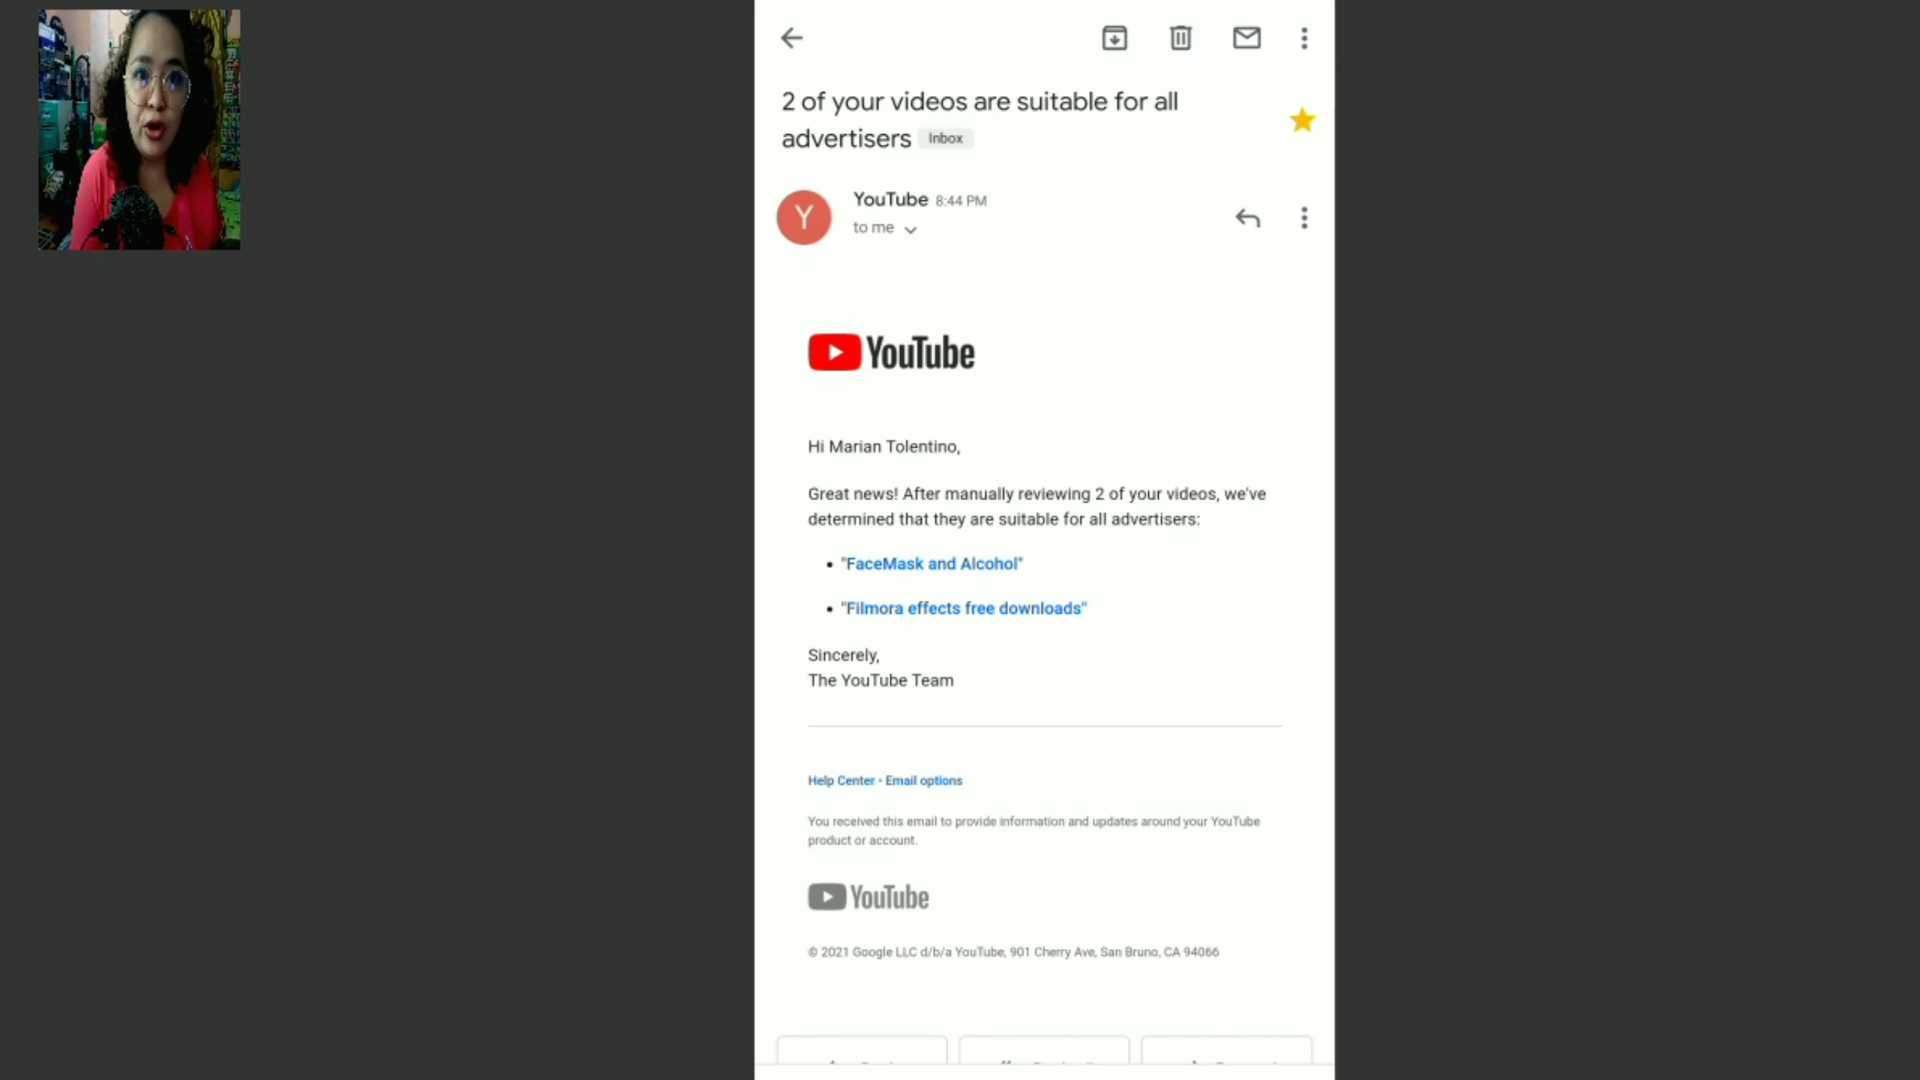 2 of your videos are suitable for all
advertisers Inbox
Y
YouTube 8:44 PM
to me
YouTube
Hi Marian Tolentino,
Great news! After manually reviewing 2 of your videos, we've
determined that they are suitable for all advertisers:
• "FaceMask and Alcohol"
• "Filmora effects free downloads"
Sincerely,
The YouTube Team
Help Center • Email options
You received this email to provide information and updates around your YouTube
product or account.
YouTube
© 2021 Google LLC d/b/a YouTube, 901 Cherry Ave, San Bruno, CA 94066